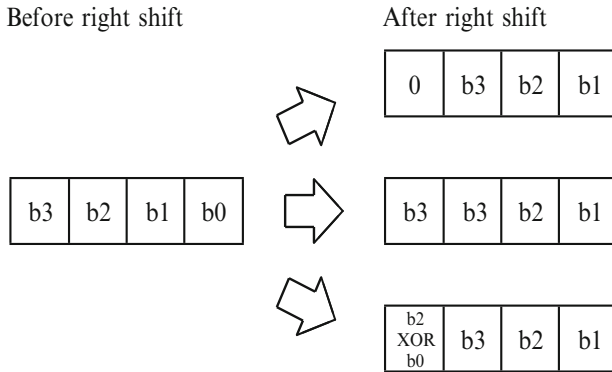 Before right shift
After right shift
0 b3 b2 b1
b3 b2 b1 b0
b3 b3 b2 b1
b2
XOR
b0
b3 b2 b1